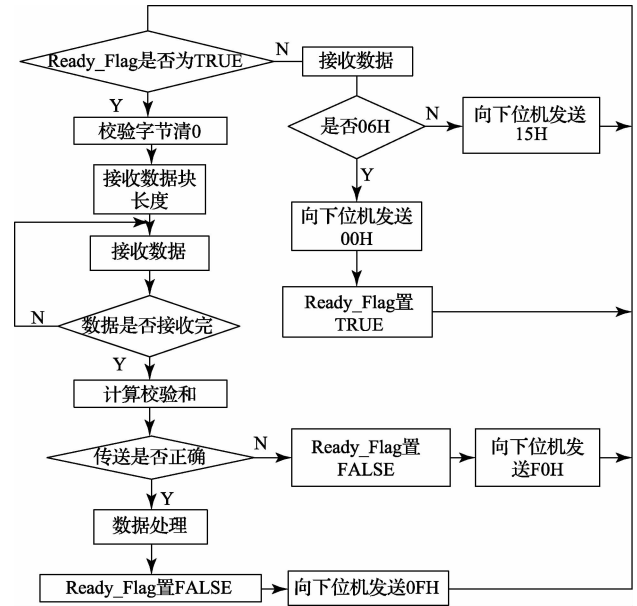 Ready_Flag是否为TRUE
N
接收数据
Y
校验字节清0
是否06H
N
向下位机发送
15H
接收数据块
长度
Y
向下位机发送
00H
接收数据
Ready_Flag置
TRUE
N
数据是否接收完
Y
计算校验和
传送是否正确
N
Ready_Flag置
FALSE
向下位机发
送F0H
Y
数据处理
Ready_Flag置FALSE
向下位机发送0FH